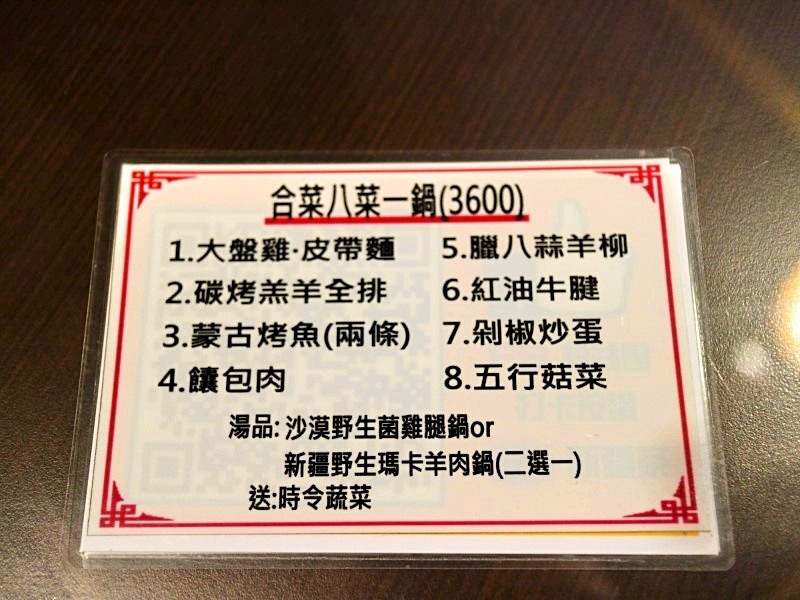 合菜八菜一鍋(3600)
1.大盤雞·皮帶麵
2.碳烤羔羊全排
3.蒙古烤魚(兩條)
4.饢包肉
5.臘八蒜羊柳
6.紅油牛腱
7.剁椒炒蛋
8.五行菇菜
湯品: 沙漠野生菌雞腿鍋or
新疆野生瑪卡羊肉鍋(二選一)
送:時令蔬菜